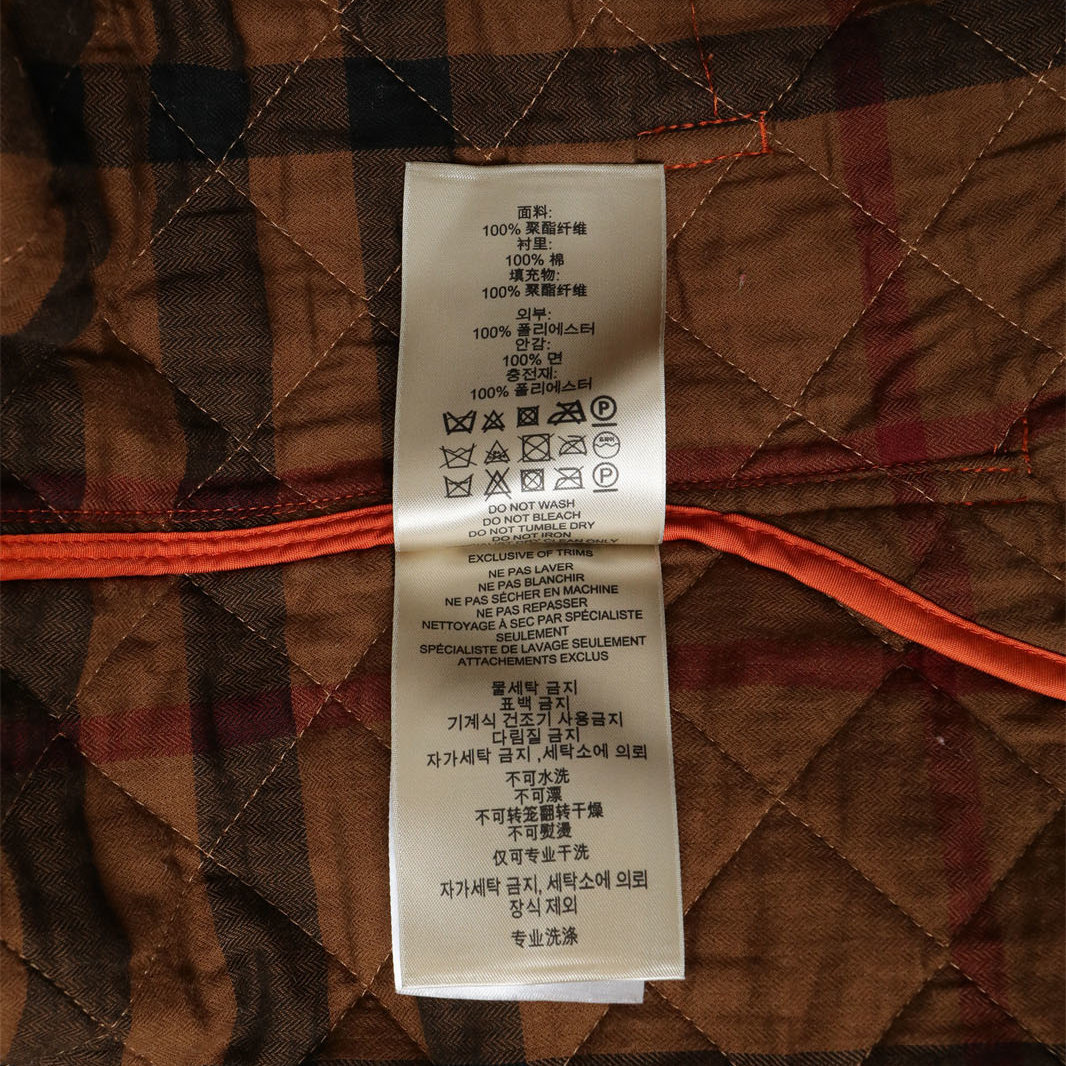 面料:
100% 聚酯纤维
衬里:
100% 棉
填充物:
100% 聚酯纤维
외부:
100% 폴리에스터
안감:
100% 면
충전재:
100% 폴리에스터
P
P
DO NOT WASH
DO NOT BLEACH
DO NOT TUMBLE DRY
DO NOT IRON
DRY CLEAN ONLY
EXCLUSIVE OF TRIMS
NE PAS LAVER
NE PAS BLANCHIR
NE PAS SÉCHER EN MACHINE
NE PAS REPASSER
NETTOYAGE À SEC PAR SPÉCIALISTE
SEULEMENT
SPÉCIALISTE DE LAVAGE SEULEMENT
ATTACHEMENTS EXCLUS
물세탁 금지
표백 금지
기계식 건조기 사용금지
다림질 금지
자가세탁 금지 ,세탁소에 의뢰
不可水洗
不可漂
不可转笼翻转干燥
不可熨烫
仅可专业干洗
자가세탁 금지, 세탁소에 의뢰
장식 제외
专业洗涤